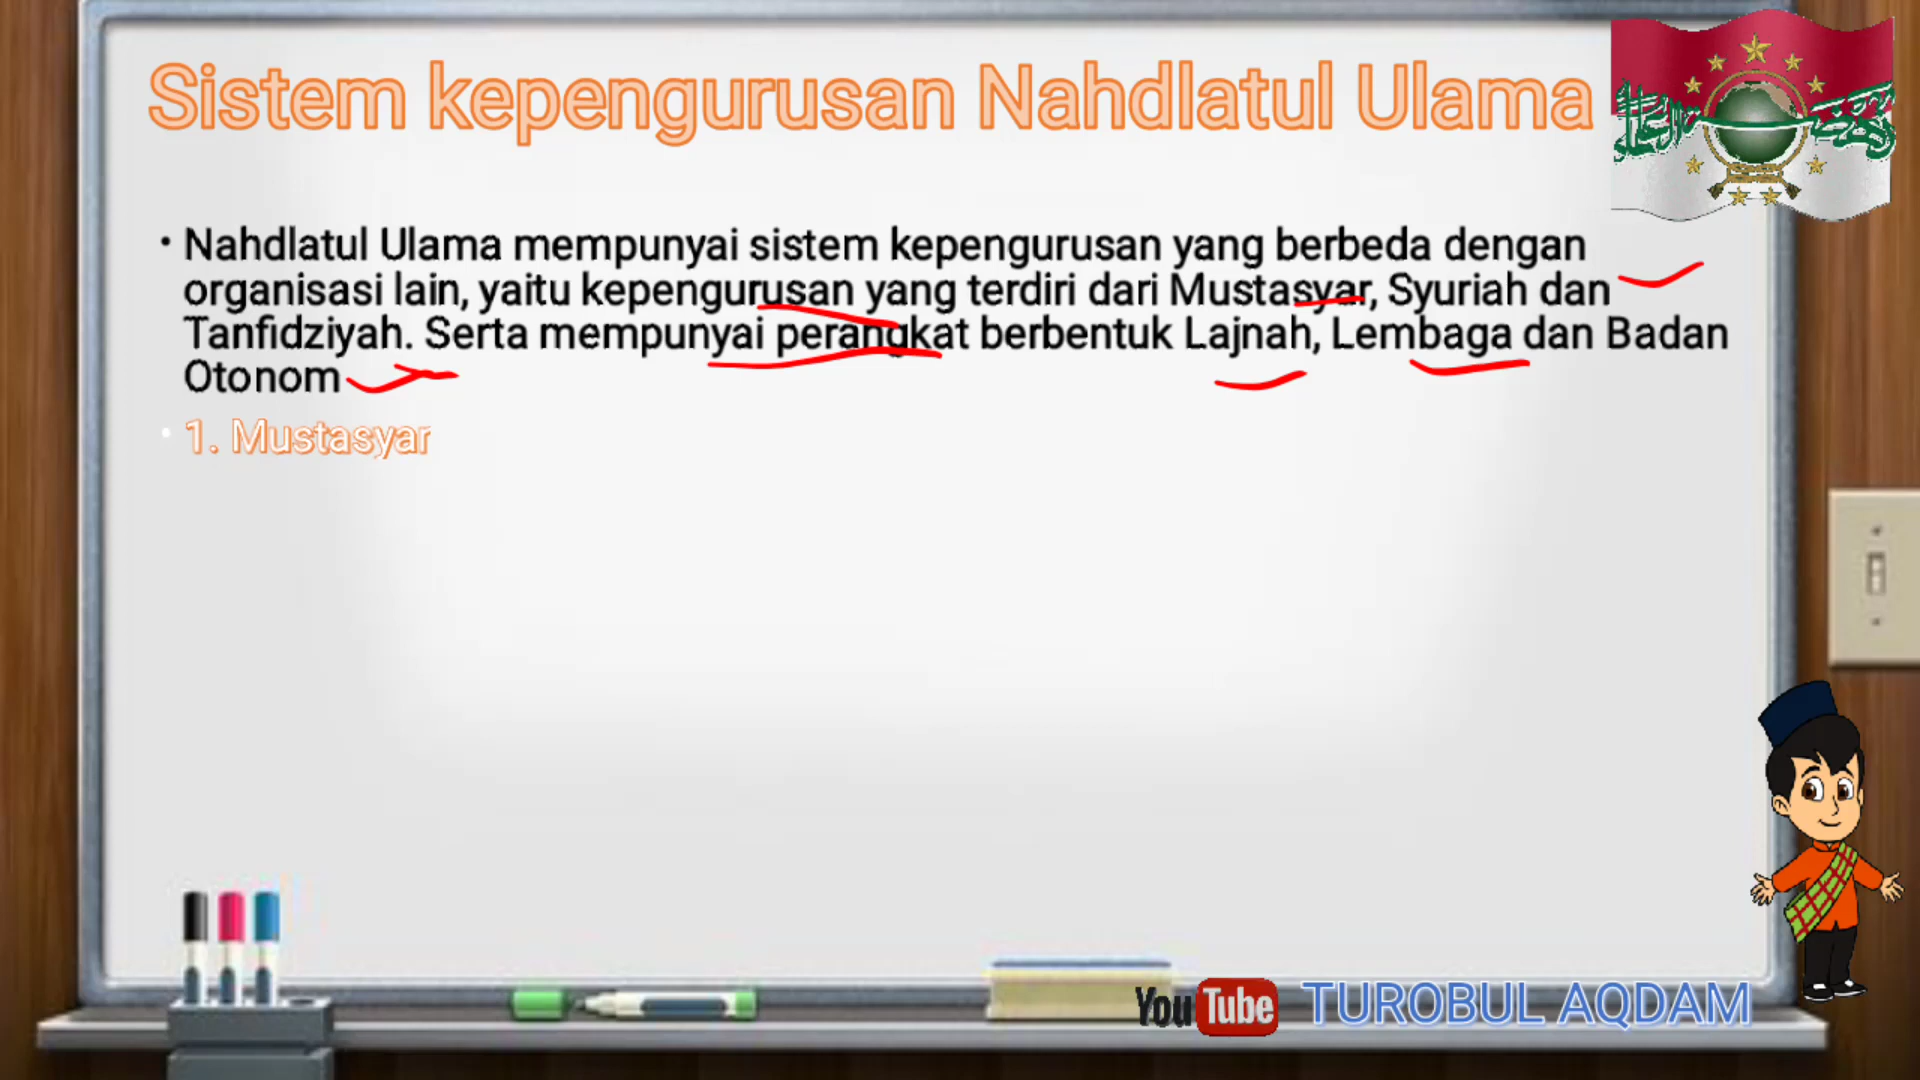 Sistem kepengurusan Nahdlatul Ulama
• Nahdlatul Ulama mempunyai sistem kepengurusan yang berbeda dengan
organisasi lain, yaitu kepengurusan yang terdiri dari Mustasyar, Syuriah dan
Tanfidziyah. Serta mempunyai perangkat berbentuk Lajnah, Lembaga dan Badan
Otonom
• 1. Mustasyar
YouTube TUROBUL AQDAM